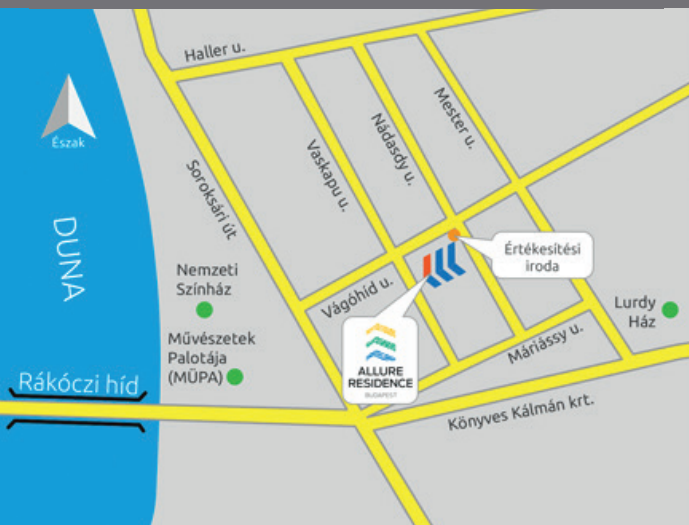 Haller u.
Észak
Mester u.
Nádasdy u.
Vaskapu u.
Soroksári út
DUNA
Értékesítési
iroda
Nemzeti
Színház
Vágóhíd u.
Lurdy
Ház
Művészetek
Palotája
(MÜPA)
Máriássy u.
ALLURE
RESIDENCE
BUDAPEST
Rákóczi híd
Könyves Kálmán krt.